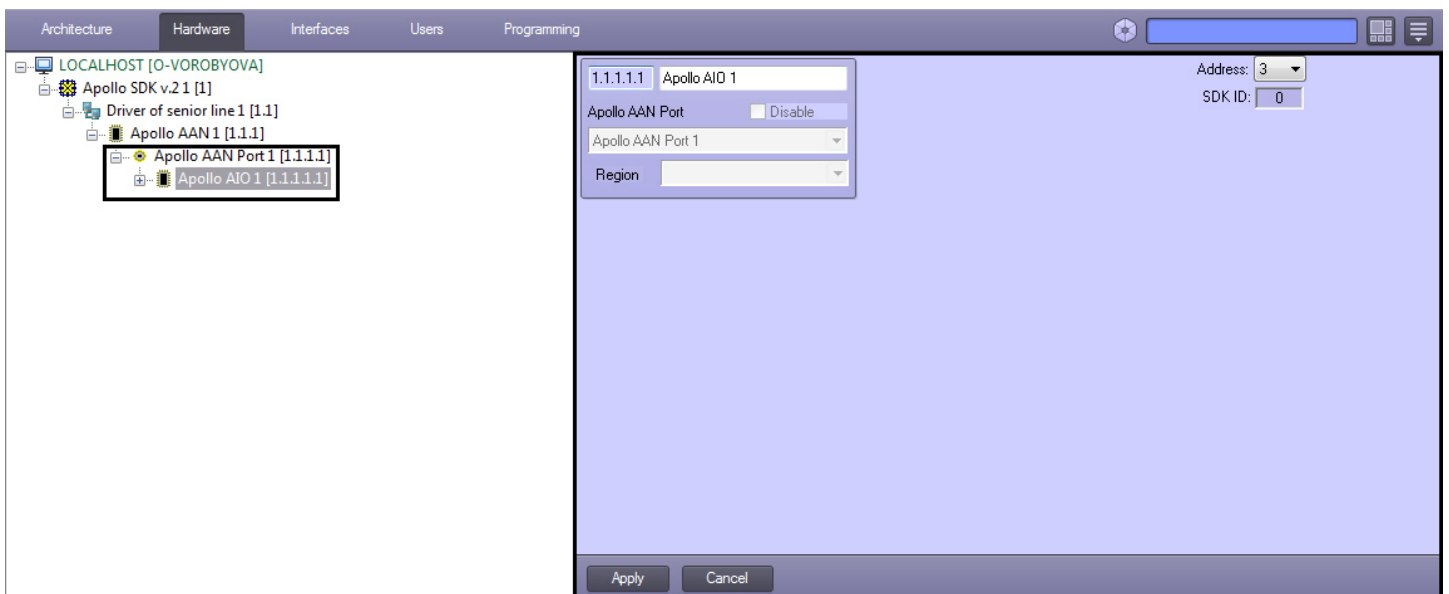 Architecture Hardware Interfaces Users Programming
LOCALHOST [O-VOROBYOVA]
Apollo SDK v.2 1 [1]
Driver of senior line 1 [1.1]
Apollo AAN 1 [1.1.1]
Apollo AAN Port 1 [1.1.1.1]
Apollo AIO 1 [1.1.1.1.1]
1.1.1.1.1 Apollo AIO 1
Apollo AAN Port Disable
Apollo AAN Port 1
Region
Address: 3
SDK ID: 0
Apply Cancel